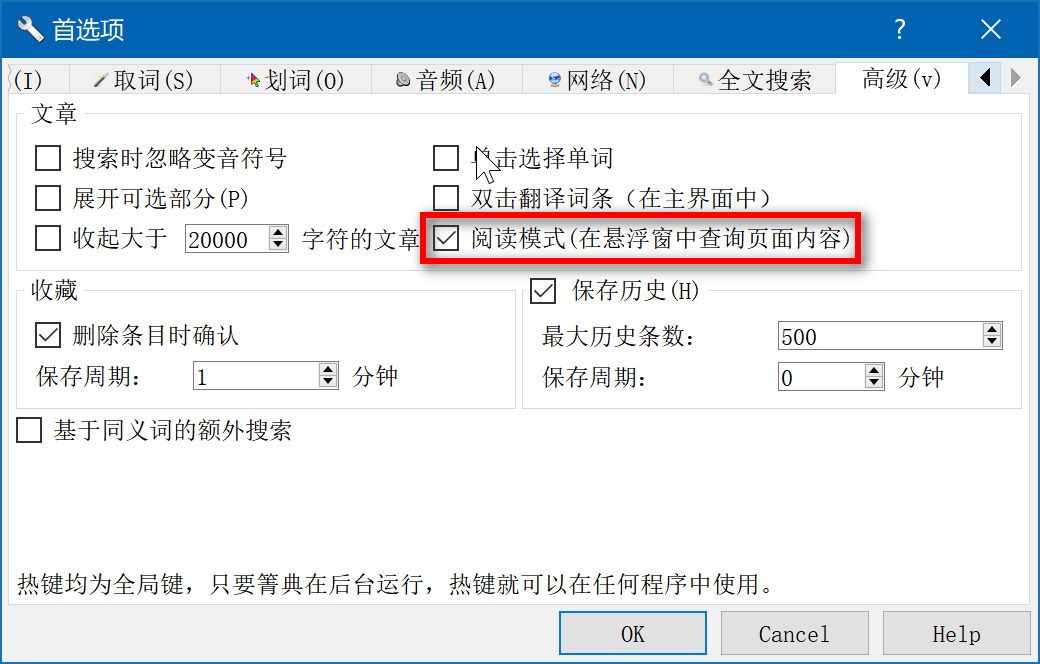 首选项
(I) 取词(S) 划词(O) 音频(A) 网络(N) 全文搜索 高级(v)
文章
搜索时忽略变音符号
击选择单词
展开可选部分(P)
双击翻译词条（在主界面中）
收起大于 20000 字符的文章
阅读模式(在悬浮窗中查询页面内容)
收藏
删除条目时确认
保存周期： 1 分钟
保存历史(H)
最大历史条数： 500
保存周期： 0 分钟
基于同义词的额外搜索
热键均为全局键，只要箐典在后台运行，热键就可以在任何程序中使用。
OK Cancel Help